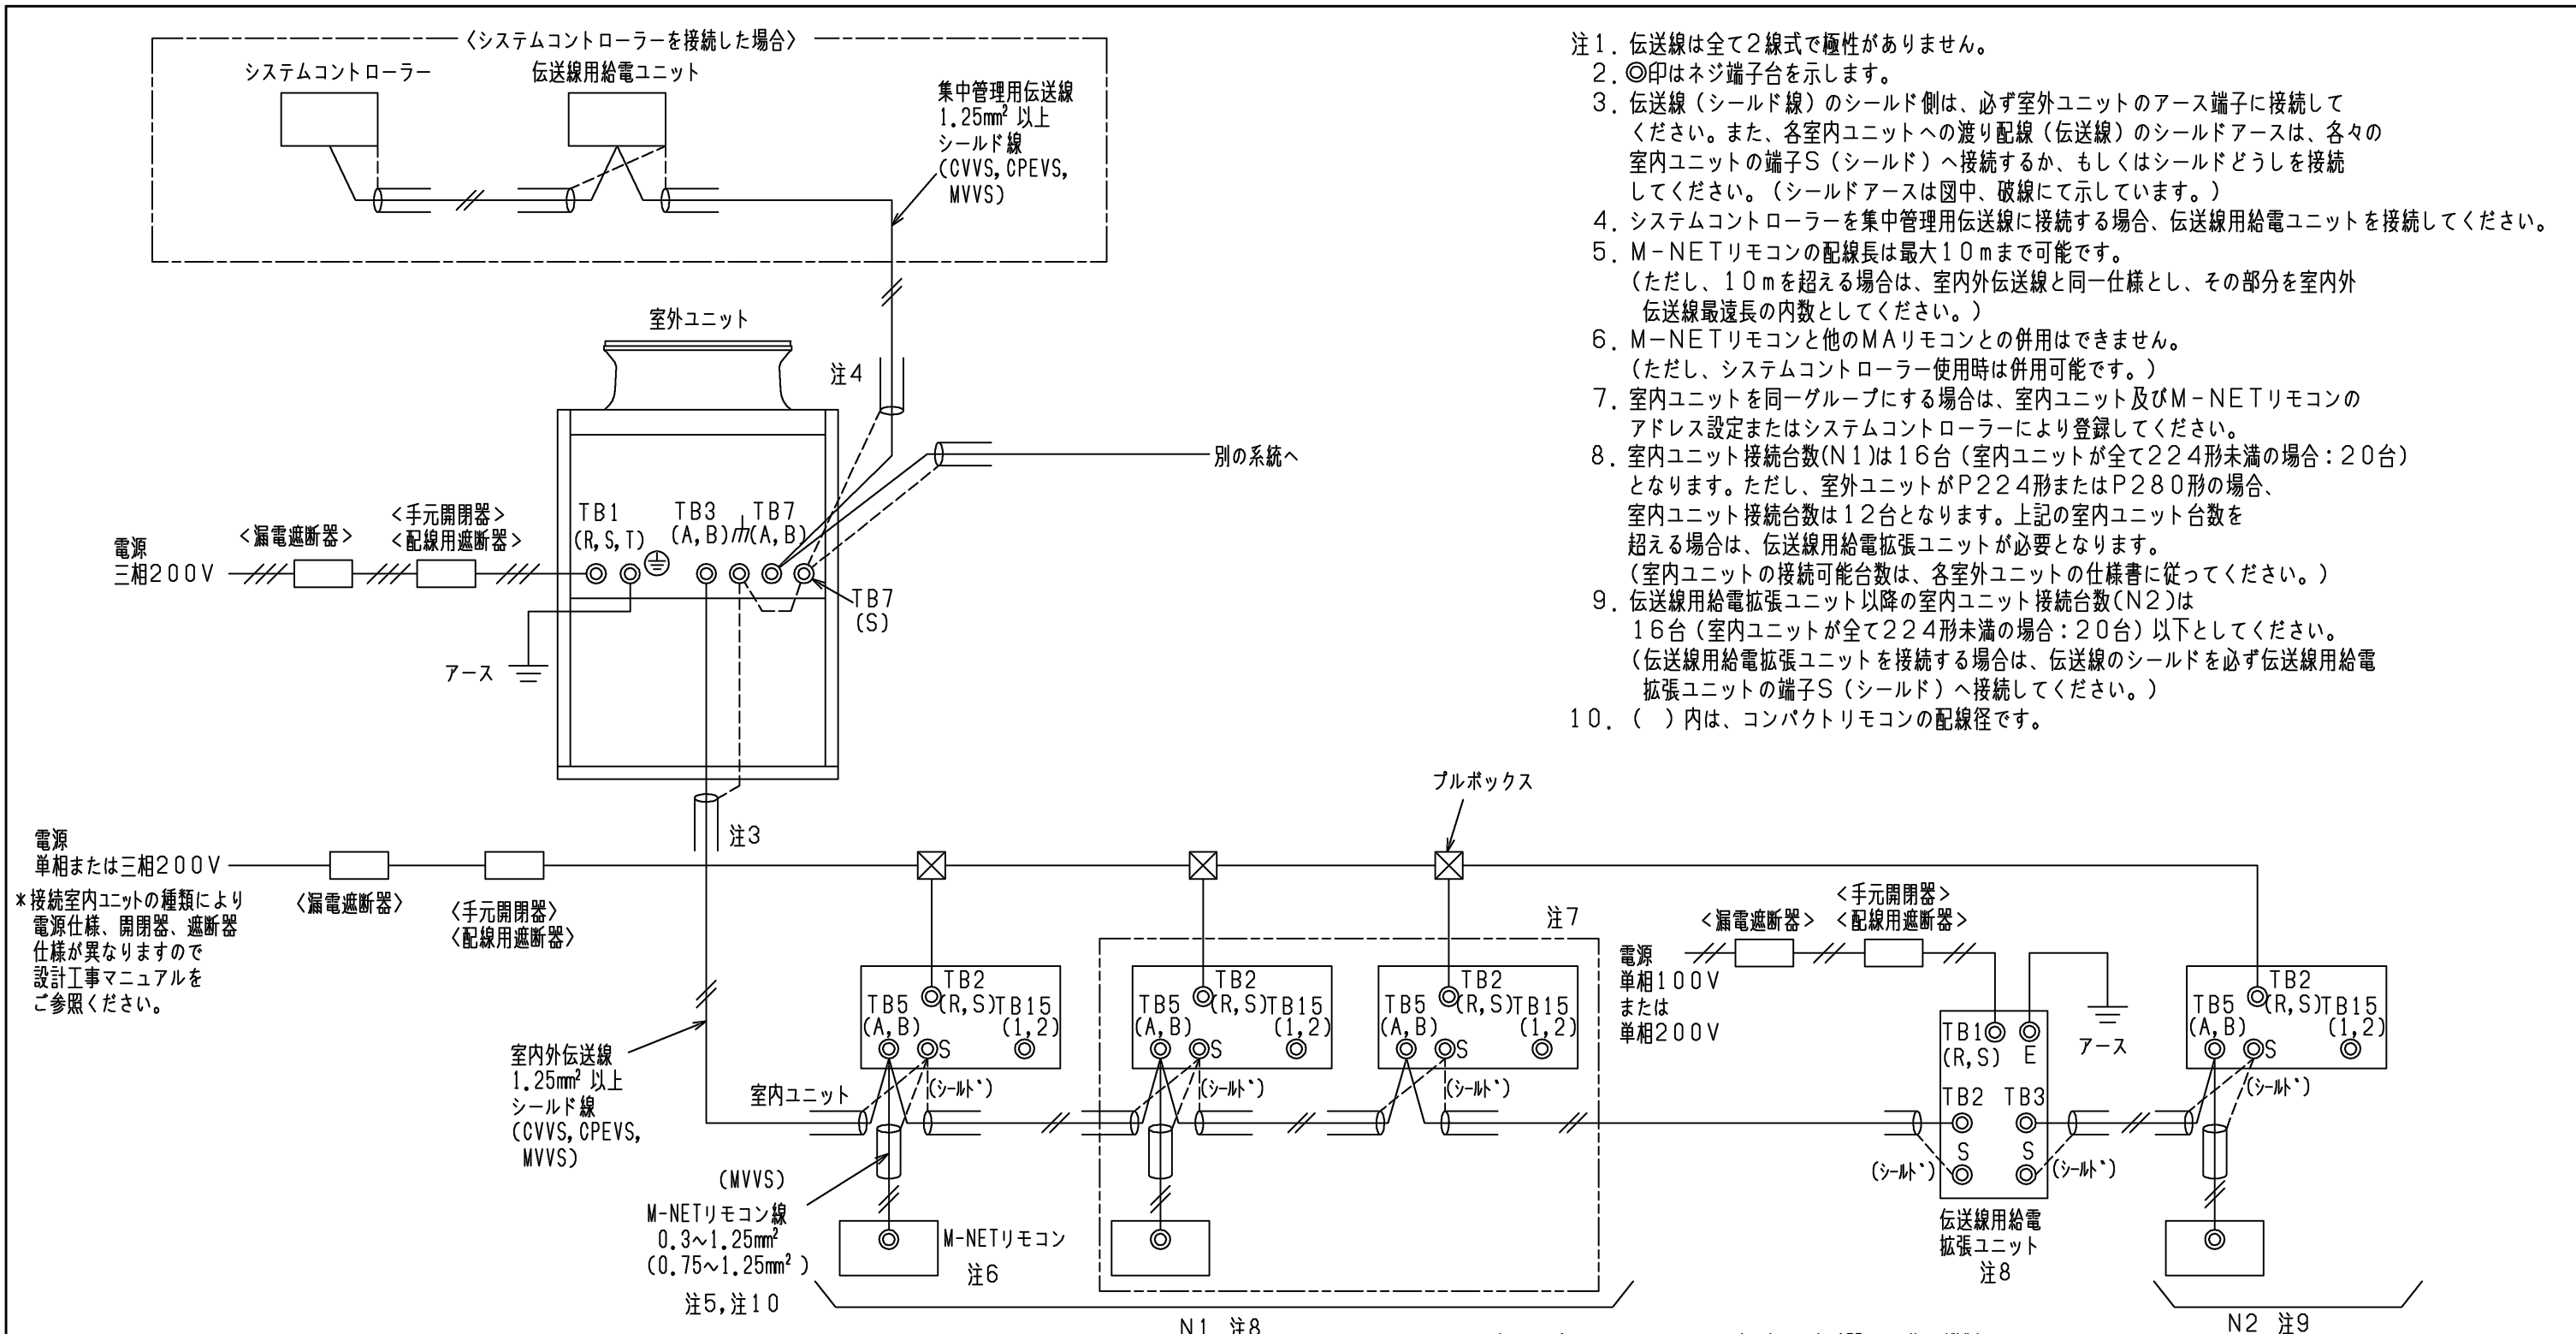 〈システムコントローラーを接続した場合〉
システムコントローラー
伝送線用給電ユニット
集中管理用伝送線
1.25mm² 以上
シールド線
(CVVS, CPEVS,
MVVS)
室外ユニット
注4
別の系統へ
TB1
(R, S, T)
TB3
(A, B)
TB7
(A, B)
TB7
(S)
<漏電遮断器>
<手元開閉器>
<配線用遮断器>
電源
三相200V
アース
注1. 伝送線は全て2線式で極性がありません。
2. ◎印はネジ端子台を示します。
3. 伝送線（シールド線）のシールド側は、必ず室外ユニットのアース端子に接続して
ください。また、各室内ユニットへの渡り配線（伝送線）のシールドアースは、各々の
室内ユニットの端子S（シールド）へ接続するか、もしくはシールドどうしを接続
してください。（シールドアースは図中、破線にて示しています。）
4. システムコントローラーを集中管理用伝送線に接続する場合、伝送線用給電ユニットを接続してください。
5. M-NETリモコンの配線長は最大10mまで可能です。
（ただし、10mを超える場合は、室内外伝送線と同一仕様とし、その部分を室内外
伝送線最遠長の内数としてください。）
6. M-NETリモコンと他のMAリモコンとの併用はできません。
（ただし、システムコントローラー使用時は併用可能です。）
7. 室内ユニットを同一グループにする場合は、室内ユニット及びM-NETリモコンの
アドレス設定またはシステムコントローラーにより登録してください。
8. 室内ユニット接続台数(N1)は16台（室内ユニットが全て224形未満の場合：20台）
となります。ただし、室外ユニットがP224形またはP280形の場合、
室内ユニット接続台数は12台となります。上記の室内ユニット台数を
超える場合は、伝送線用給電拡張ユニットが必要となります。
（室内ユニットの接続可能台数は、各室外ユニットの仕様書に従ってください。）
9. 伝送線用給電拡張ユニット以降の室内ユニット接続台数(N2)は
16台（室内ユニットが全て224形未満の場合：20台）以下としてください。
（伝送線用給電拡張ユニットを接続する場合は、伝送線のシールドを必ず伝送線用給電
拡張ユニットの端子S（シールド）へ接続してください。）
10. （　）内は、コンパクトリモコンの配線径です。
プルボックス
注3
電源
単相または三相200V
*接続室内ユニットの種類により
電源仕様、開閉器、遮断器
仕様が異なりますので
設計工事マニュアルを
ご参照ください。
<漏電遮断器>
<手元開閉器>
<配線用遮断器>
注7
室内外伝送線
1.25mm² 以上
シールド線
(CVVS, CPEVS,
MVVS)
室内ユニット
TB2
(R, S)
TB5
(A, B)
TB15
(1, 2)
S
(シールド)
TB2
(R, S)
TB5
(A, B)
TB15
(1, 2)
S
(シールド)
TB2
(R, S)
TB5
(A, B)
TB15
(1, 2)
S
(シールド)
<漏電遮断器>
<手元開閉器>
<配線用遮断器>
電源
単相100V
または
単相200V
TB1
(R, S)
E
アース
TB2
TB3
S
S
(シールド)
(シールド)
伝送線用給電
拡張ユニット
注8
TB2
(R, S)
TB5
(A, B)
TB15
(1, 2)
S
(シールド)
(MVVS)
M-NETリモコン線
0.3~1.25mm²
(0.75~1.25mm²)
注5, 注10
M-NETリモコン
注6
N1 注8
N2 注9